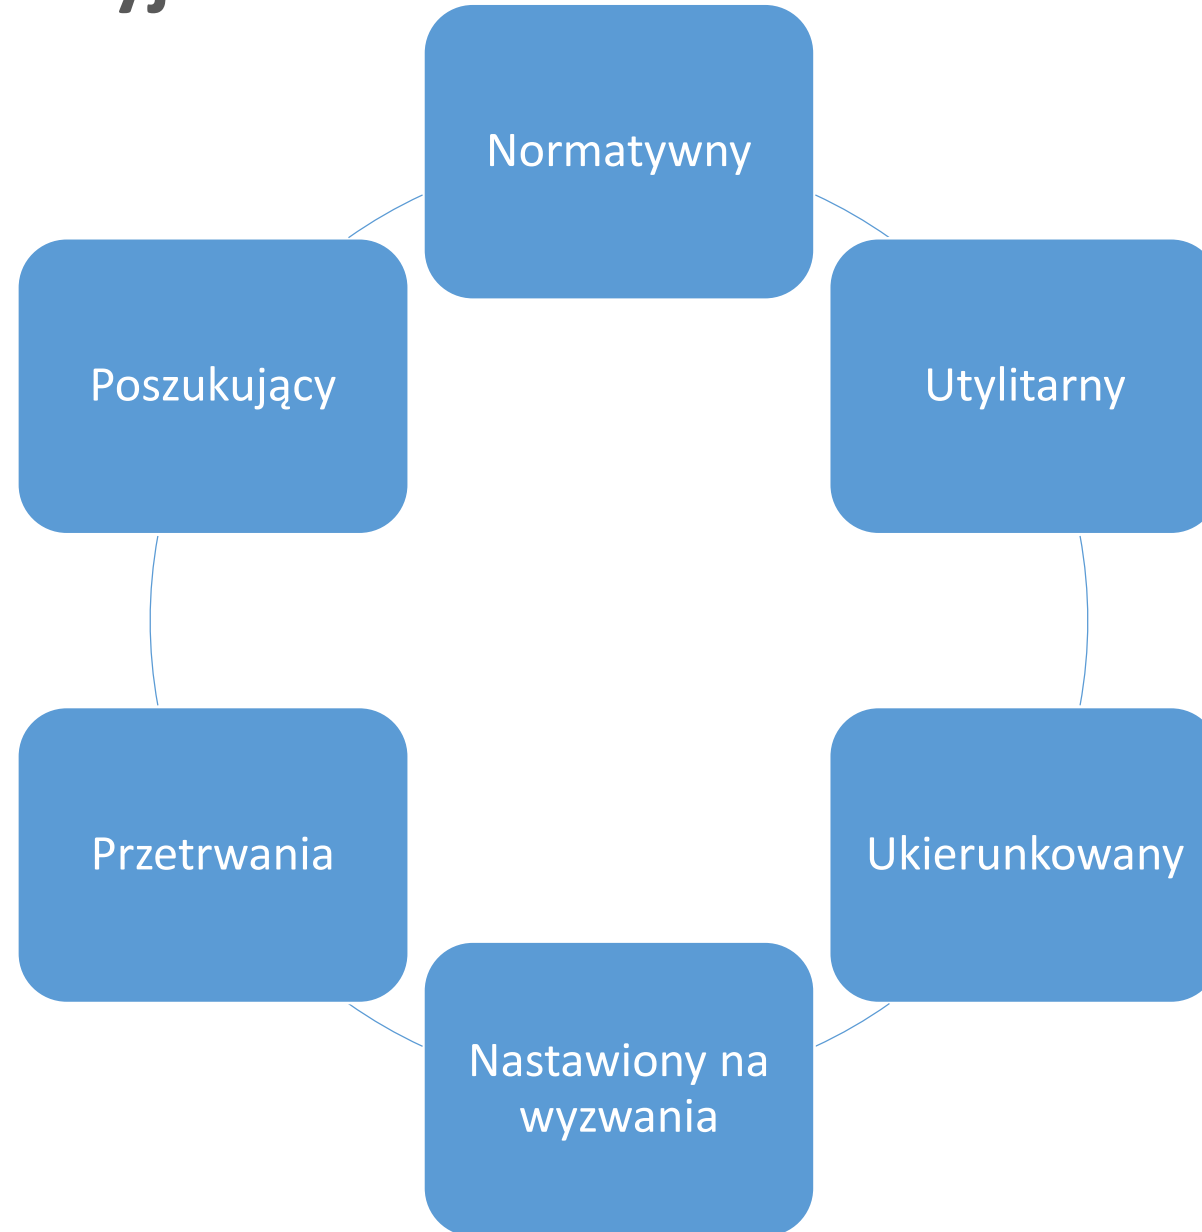 Normatywny
Utylitarny
Ukierunkowany
Nastawiony na
wyzwania
Przetrwania
Poszukujący